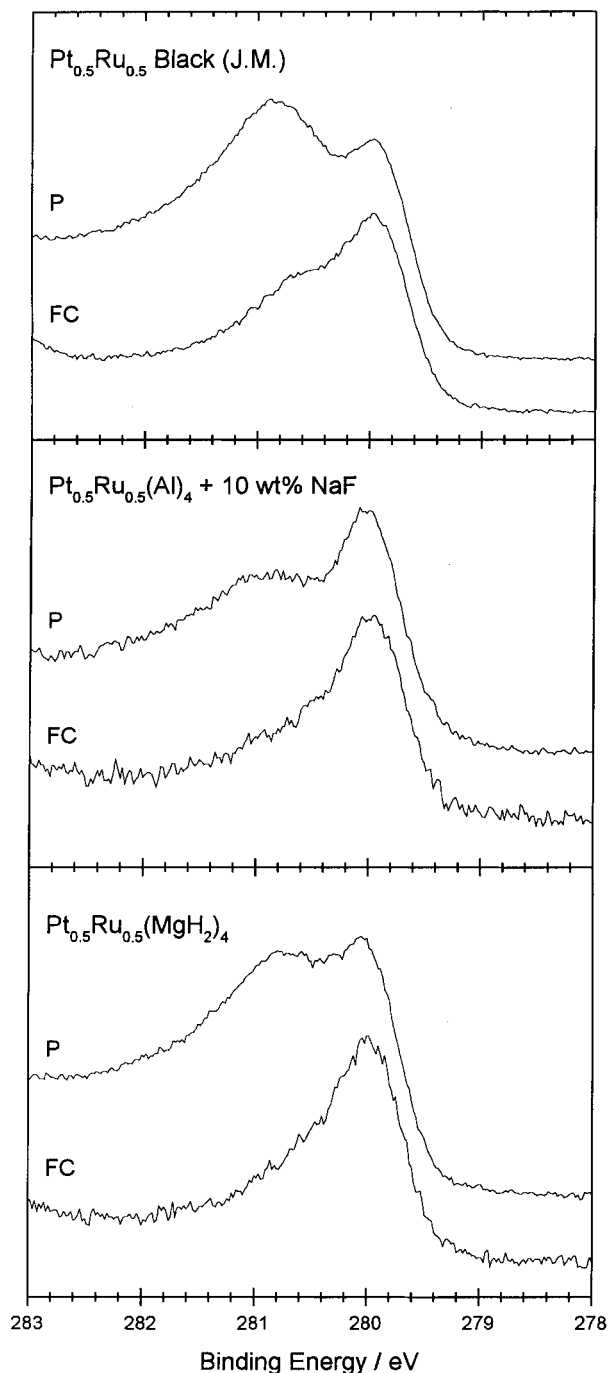 Pt₀.₅Ru₀.₅ Black (J.M.)
P
FC
Pt₀.₅Ru₀.₅(Al)₄ + 10 wt% NaF
P
FC
Pt₀.₅Ru₀.₅(MgH₂)₄
P
FC
283 282 281 280 279 278
Binding Energy / eV